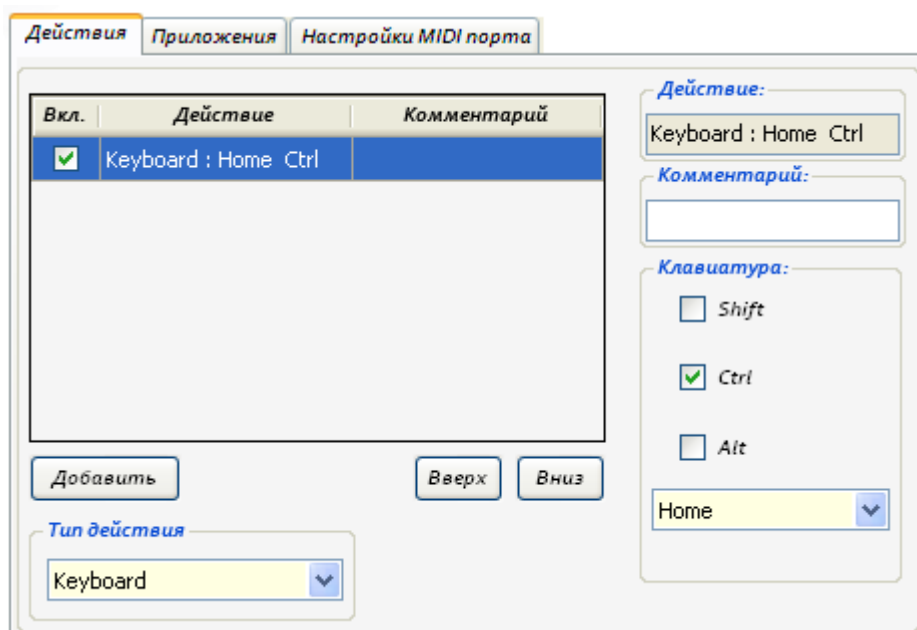 Действия Приложения Настройки MIDI порта
Вкл. Действие Комментарий
Keyboard : Home Ctrl
Добавить Вверх Вниз
Тип действия
Keyboard
Действие:
Keyboard : Home Ctrl
Комментарий:
Клавиатура:
Shift
Ctrl
Alt
Home